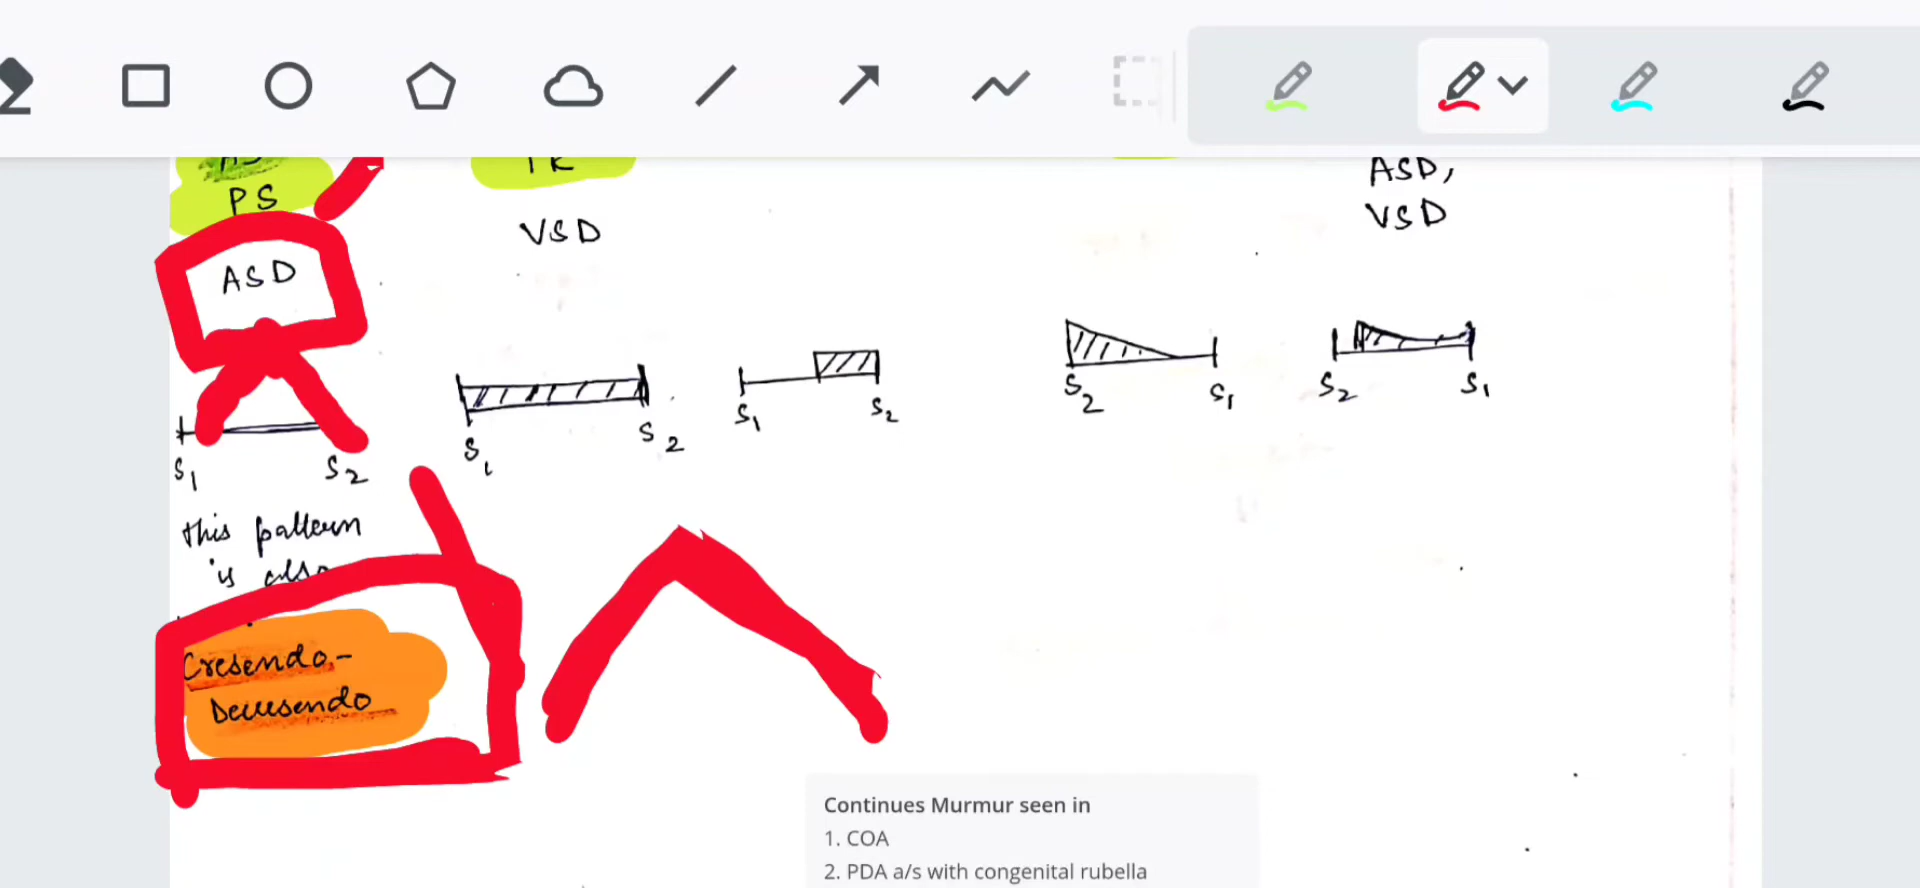 PS
VSD
ASD
ASD,
VSD
S1 S2
S1 S2
S1 S2
S2 S1
S2 S1
this pattern
is also
Cresendo-
Decresendo
Continues Murmur seen in
1. COA
2. PDA a/s with congenital rubella